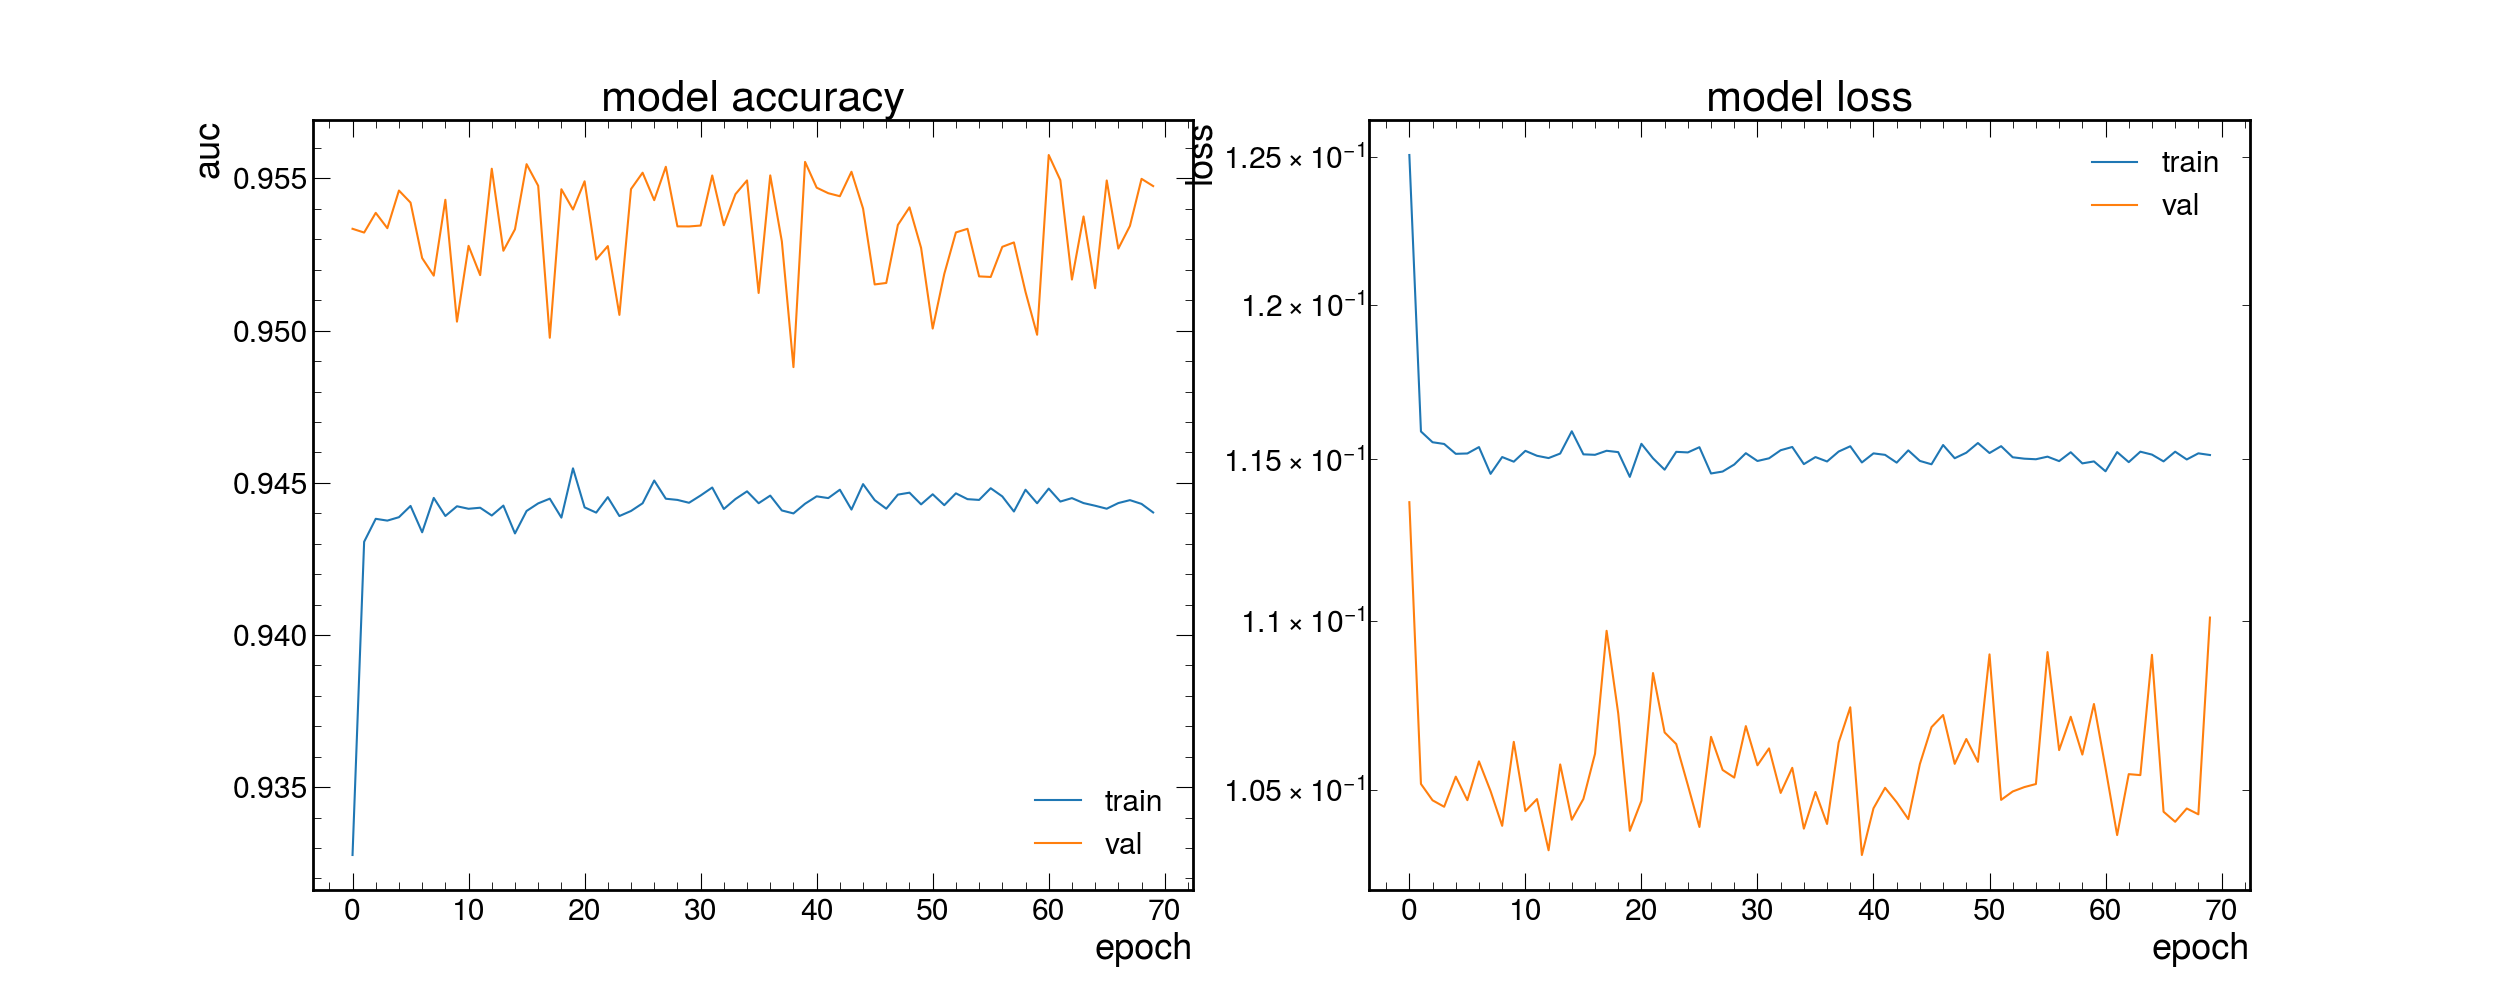 model accuracy
auc
0.955
0.950
0.945
0.940
0.935
train
val
0 10 20 30 40 50 60 70
epoch
model loss
loss
1.25 × 10⁻¹
1.2 × 10⁻¹
1.15 × 10⁻¹
1.1 × 10⁻¹
1.05 × 10⁻¹
train
val
0 10 20 30 40 50 60 70
epoch